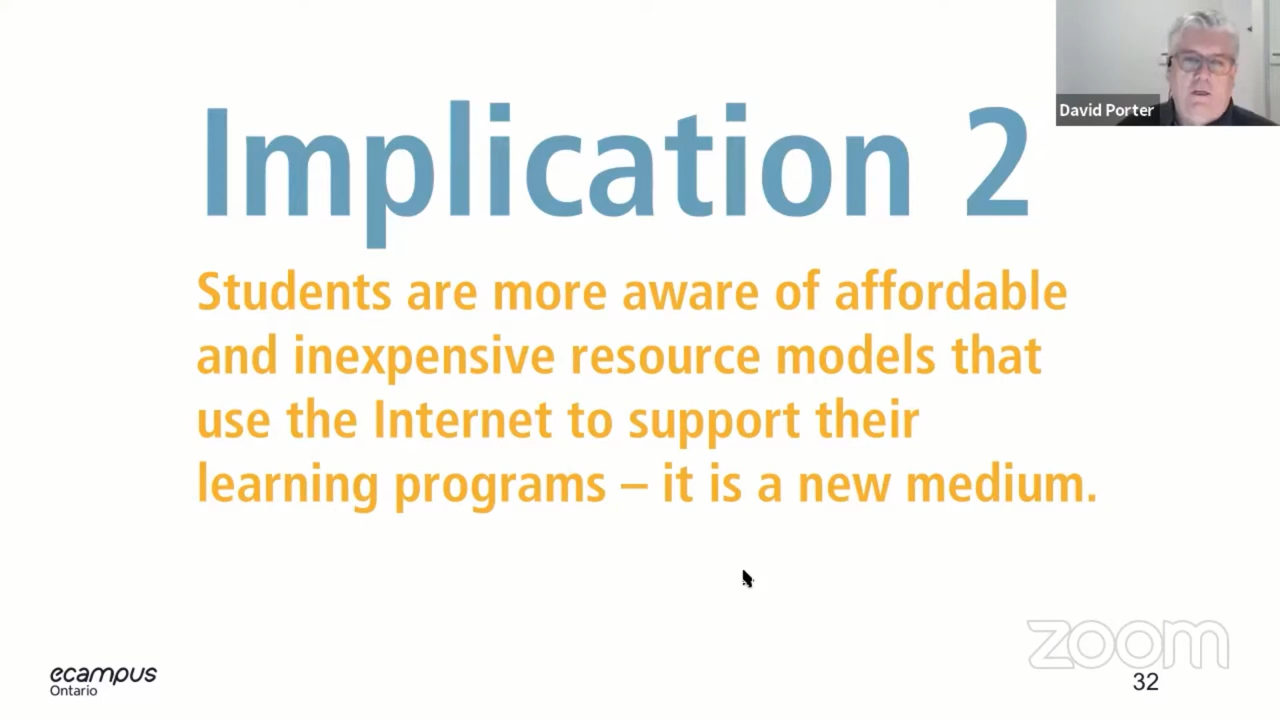 David Porter
Implication 2
Students are more aware of affordable
and inexpensive resource models that
use the Internet to support their
learning programs – it is a new medium.
zoom
ecampus
Ontario
32